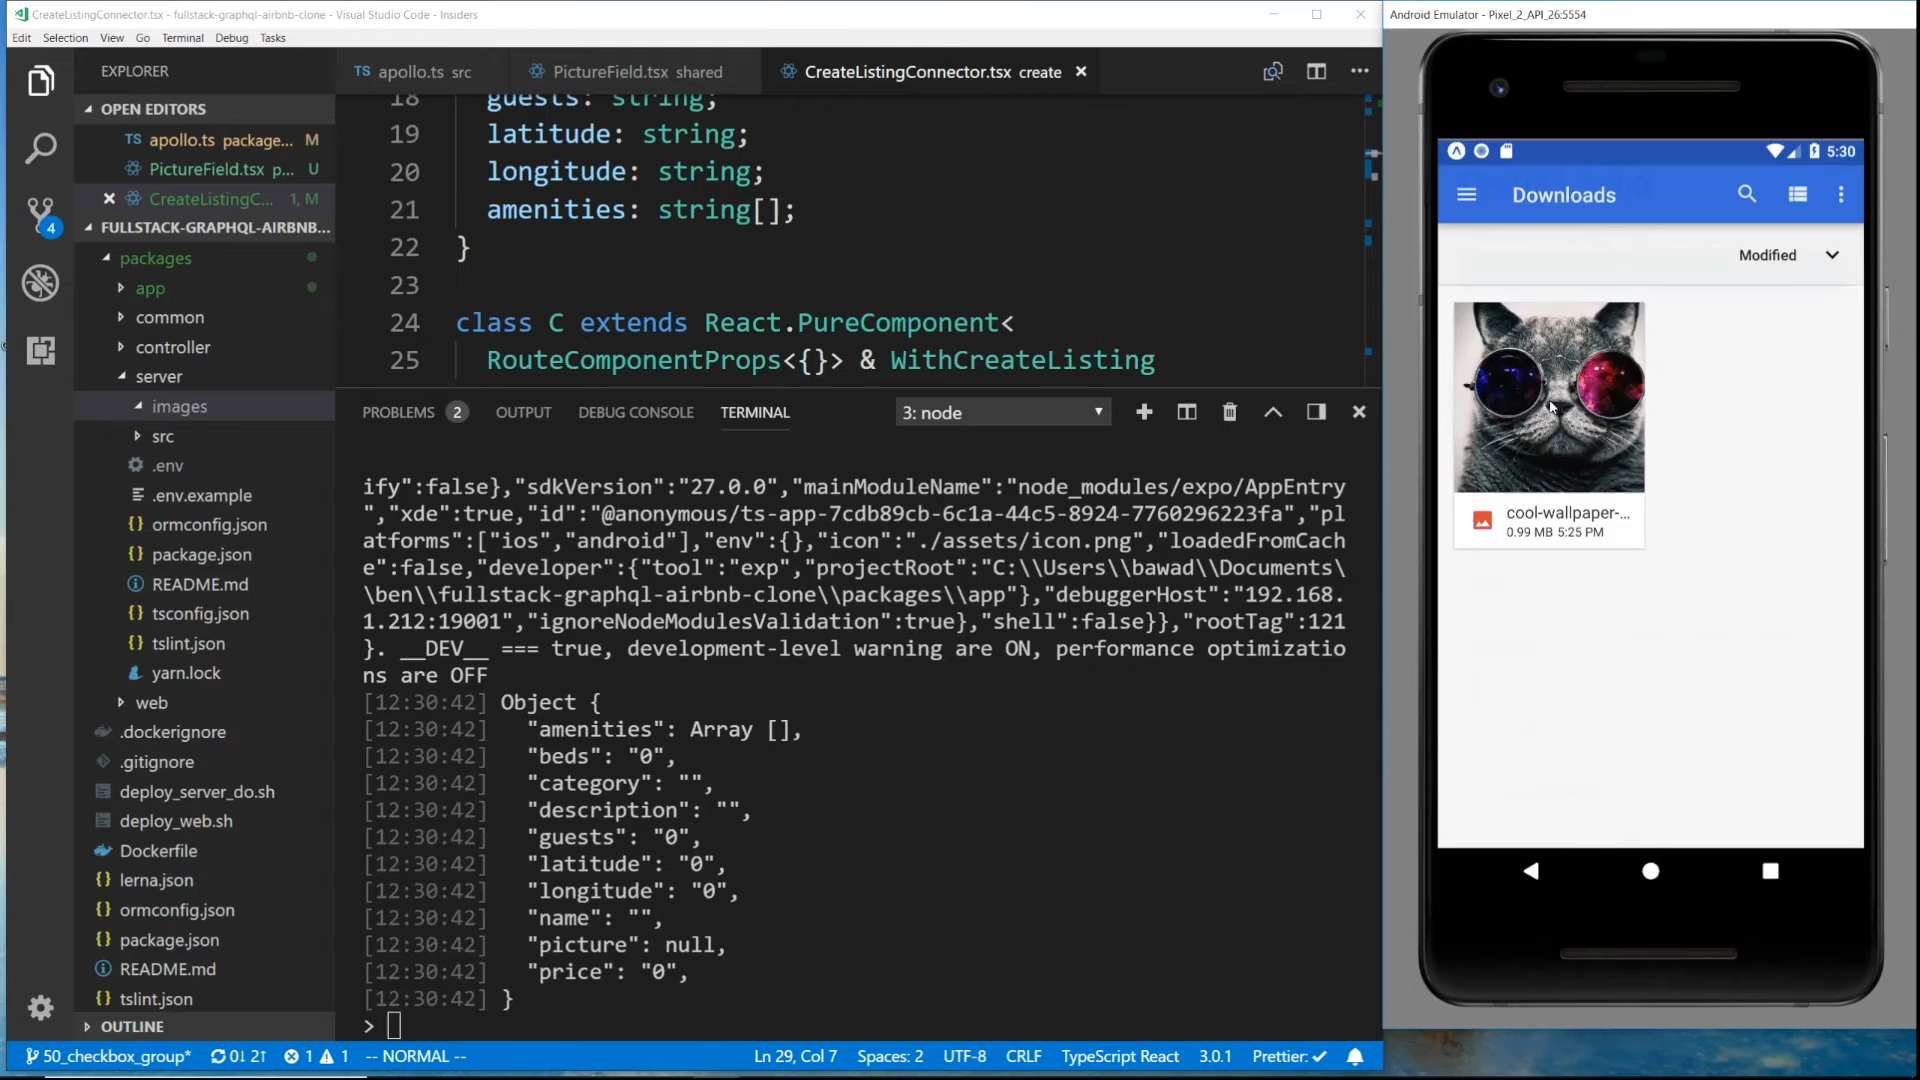 CreateListingConnector.tsx - fullstack-graphql-airbnb-clone - Visual Studio Code - Insiders
Edit Selection View Go Terminal Debug Tasks
EXPLORER
OPEN EDITORS
TS apollo.ts package... M
PictureField.tsx p... U
CreateListingC... 1, M
FULLSTACK-GRAPHQL-AIRBNB...
packages
app
common
controller
server
images
src
.env
.env.example
{} ormconfig.json
{} package.json
README.md
tsconfig.json
tslint.json
yarn.lock
web
.dockerignore
.gitignore
deploy_server_do.sh
deploy_web.sh
Dockerfile
{} lerna.json
{} ormconfig.json
{} package.json
README.md
{} tslint.json
OUTLINE
4
TS apollo.ts src
PictureField.tsx shared
CreateListingConnector.tsx create
18 guests: string;
19 latitude: string;
20 longitude: string;
21 amenities: string[];
22 }
23
24 class C extends React.PureComponent<
25 RouteComponentProps<{}> & WithCreateListing
PROBLEMS 2 OUTPUT DEBUG CONSOLE TERMINAL 3: node
ify":false},"sdkVersion":"27.0.0","mainModuleName":"node_modules/expo/AppEntry
","xde":true,"id":"@anonymous/ts-app-7cdb89cb-6c1a-44c5-8924-7760296223fa","pl
atforms":["ios","android"],"env":{},"icon":"./assets/icon.png","loadedFromCach
e":false,"developer":{"tool":"exp","projectRoot":"C:\\Users\\bawad\\Documents\
\ben\\fullstack-graphql-airbnb-clone\\packages\\app"},"debuggerHost":"192.168.
1.212:19001","ignoreNodeModulesValidation":true},"shell":false}},"rootTag":121
}. __DEV__ === true, development-level warning are ON, performance optimizatio
ns are OFF
[12:30:42] Object {
[12:30:42] "amenities": Array [],
[12:30:42] "beds": "0",
[12:30:42] "category": "",
[12:30:42] "description": "",
[12:30:42] "guests": "0",
[12:30:42] "latitude": "0",
[12:30:42] "longitude": "0",
[12:30:42] "name": "",
[12:30:42] "picture": null,
[12:30:42] "price": "0",
[12:30:42] }
>
50_checkbox_group* 0↓ 2↑ 1 1 -- NORMAL -- Ln 29, Col 7 Spaces: 2 UTF-8 CRLF TypeScript React 3.0.1 Prettier: ✓
Android Emulator - Pixel_2_API_26:5554
5:30
Downloads
Modified
cool-wallpaper-...
0.99 MB 5:25 PM